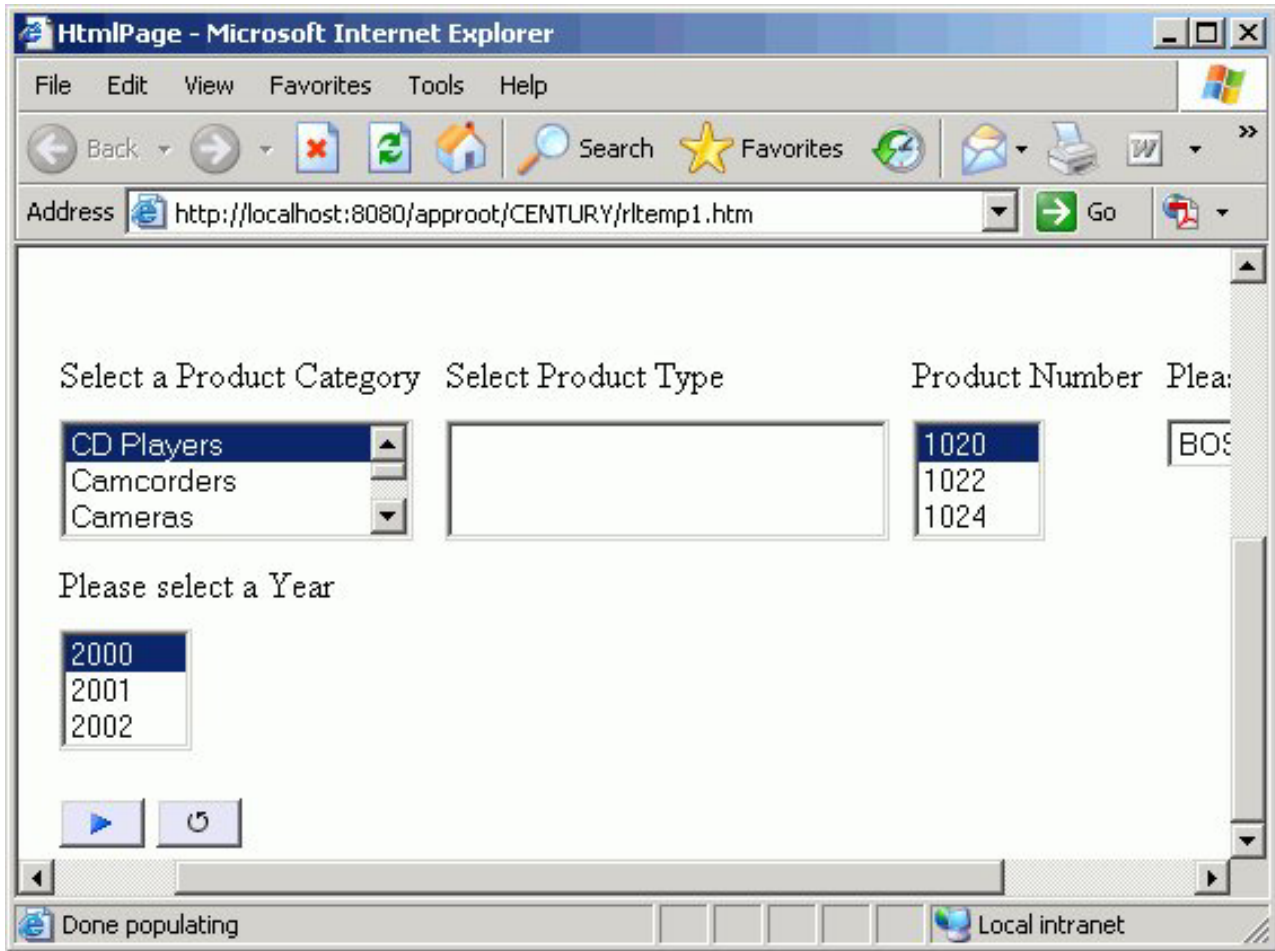 HtmlPage - Microsoft Internet Explorer
File Edit View Favorites Tools Help
Back Search Favorites W »
Address http://localhost:8080/approot/CENTURY/rltemp1.htm Go
Select a Product Category Select Product Type Product Number Pleas
CD Players 1020 BOS
Camcorders 1022
Cameras 1024
Please select a Year
2000
2001
2002
Done populating Local intranet